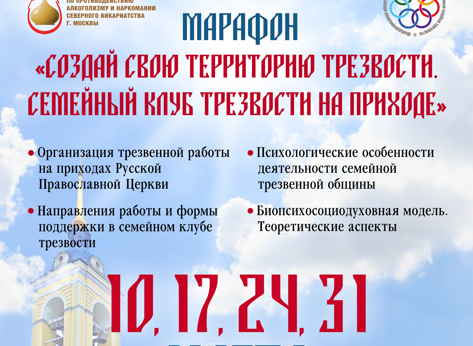 ПО ПРОТИВОДЕЙСТВИЮ
АЛКОГОЛИЗМУ И НАРКОМАНИИ
СЕВЕРНОГО ВИКАРИАТСТВА
Г. МОСКВЫ
МАРАФОН
«СОЗДАЙ СВОЮ ТЕРРИТОРИЮ ТРЕЗВОСТИ.
СЕМЕЙНЫЙ КЛУБ ТРЕЗВОСТИ НА ПРИХОДЕ»
● Организация трезвенной работы
на приходах Русской
Православной Церкви
● Направления работы и формы
поддержки в семейном клубе
трезвости
● Психологические особенности
деятельности семейной
трезвенной общины
● Биопсихосоциодуховная модель.
Теоретические аспекты
10, 17, 24, 31